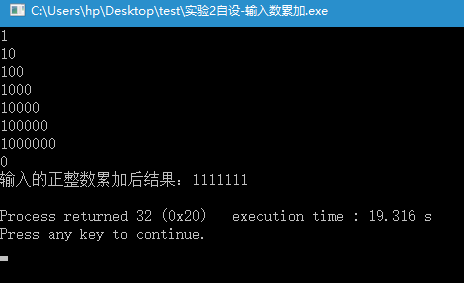 C:\Users\hp\Desktop\test\实验2自设-输入数累加.exe
1
10
100
1000
10000
100000
1000000
0
输入的正整数累加后结果：1111111
Process returned 32 (0x20)   execution time : 19.316 s
Press any key to continue.